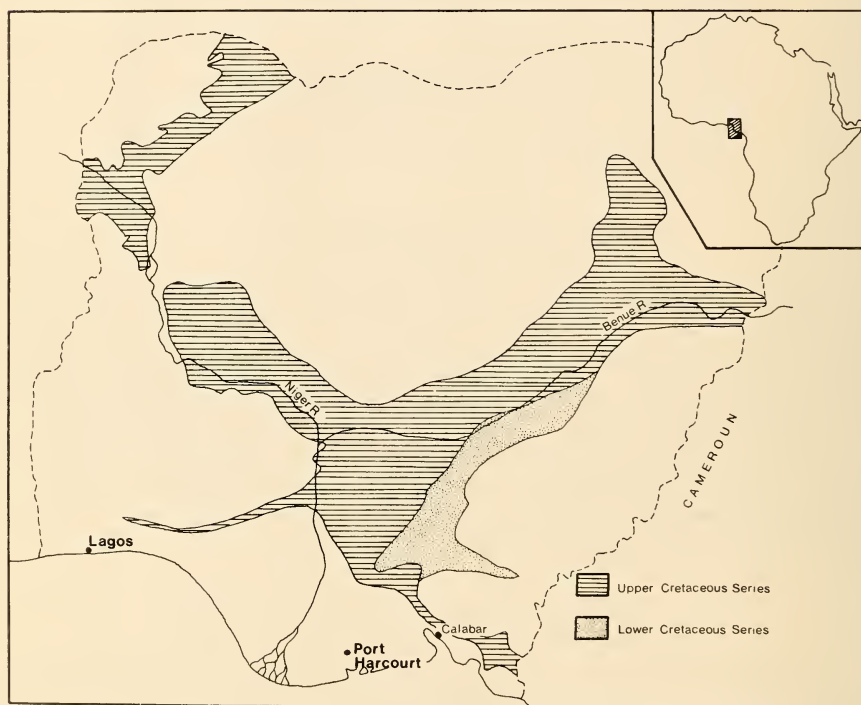 Benue R
Niger R
CAMEROUN
Lagos
Upper Cretaceous Series
Lower Cretaceous Series
Calabar
Port
Harcourt